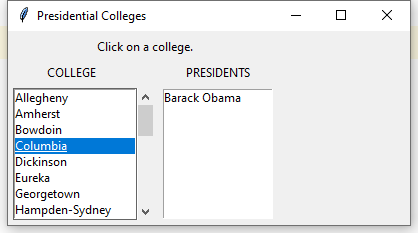 Presidential Colleges
Click on a college.
COLLEGE PRESIDENTS
Allegheny Barack Obama
Amherst
Bowdoin
Columbia
Dickinson
Eureka
Georgetown
Hampden-Sydney